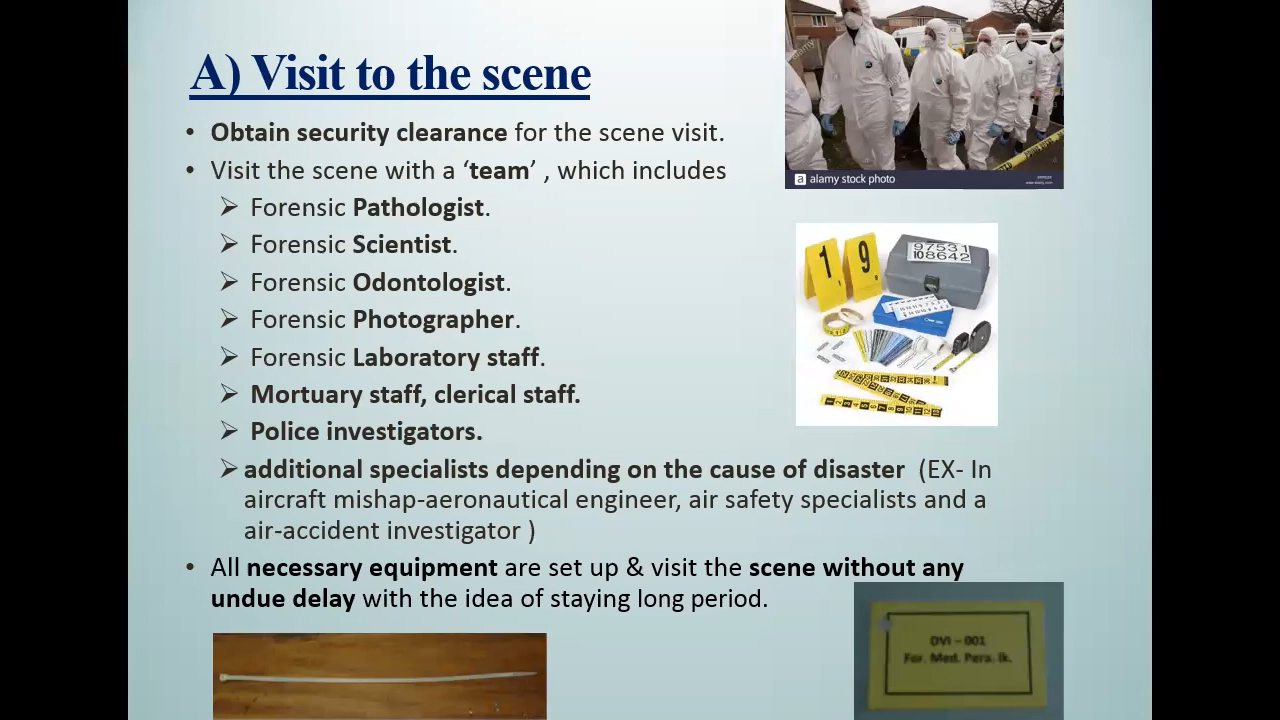 A) Visit to the scene
• Obtain security clearance for the scene visit.
• Visit the scene with a ‘team’ , which includes
➢ Forensic Pathologist.
➢ Forensic Scientist.
➢ Forensic Odontologist.
➢ Forensic Photographer.
➢ Forensic Laboratory staff.
➢ Mortuary staff, clerical staff.
➢ Police investigators.
➢ additional specialists depending on the cause of disaster (EX- In
aircraft mishap-aeronautical engineer, air safety specialists and a
air-accident investigator )
• All necessary equipment are set up & visit the scene without any
undue delay with the idea of staying long period.
a alamy stock photo
1 9
97531
108642
DVI – 001
For. Med. Pera. lk.